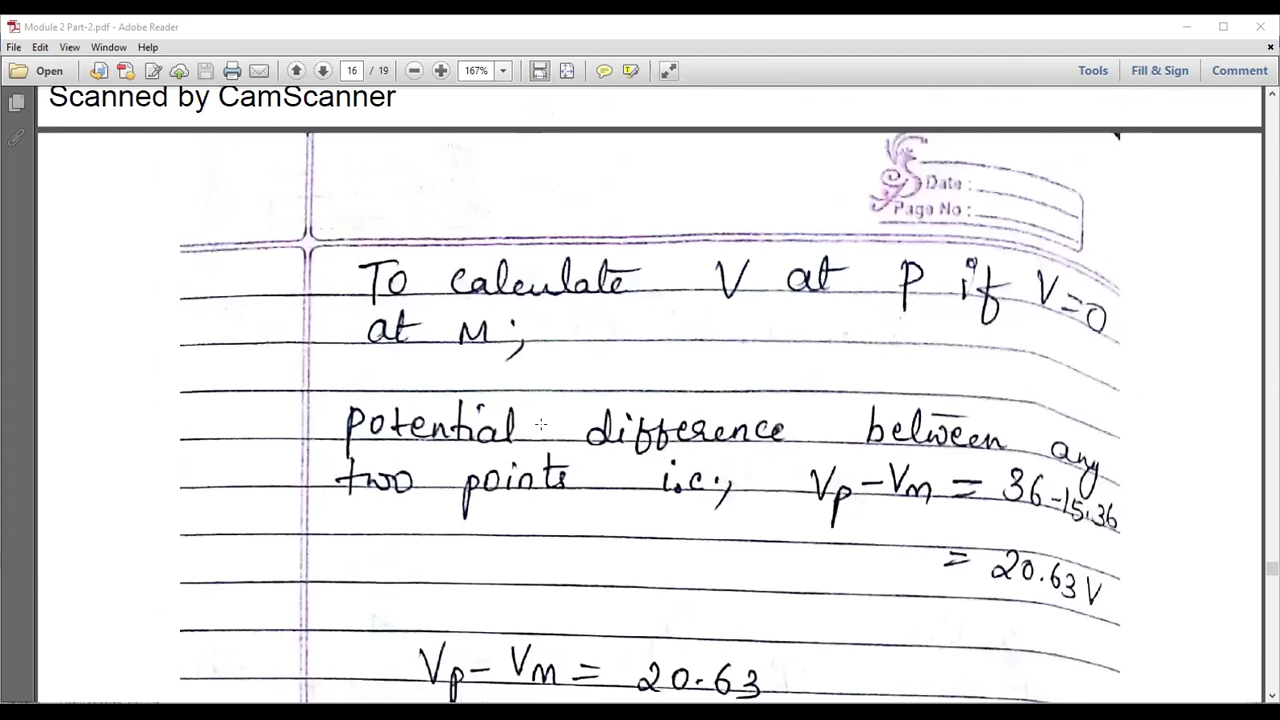 Module 2 Part-2.pdf - Adobe Reader
File Edit View Window Help
Open 16 / 19 167% Tools Fill & Sign Comment
Scanned by CamScanner
Date :
Page No :
To calculate V at P if V=0
at M;
potential difference between any
two points i.e., Vp-Vm = 36-15.36
= 20.63 V
Vp- Vm = 20.63